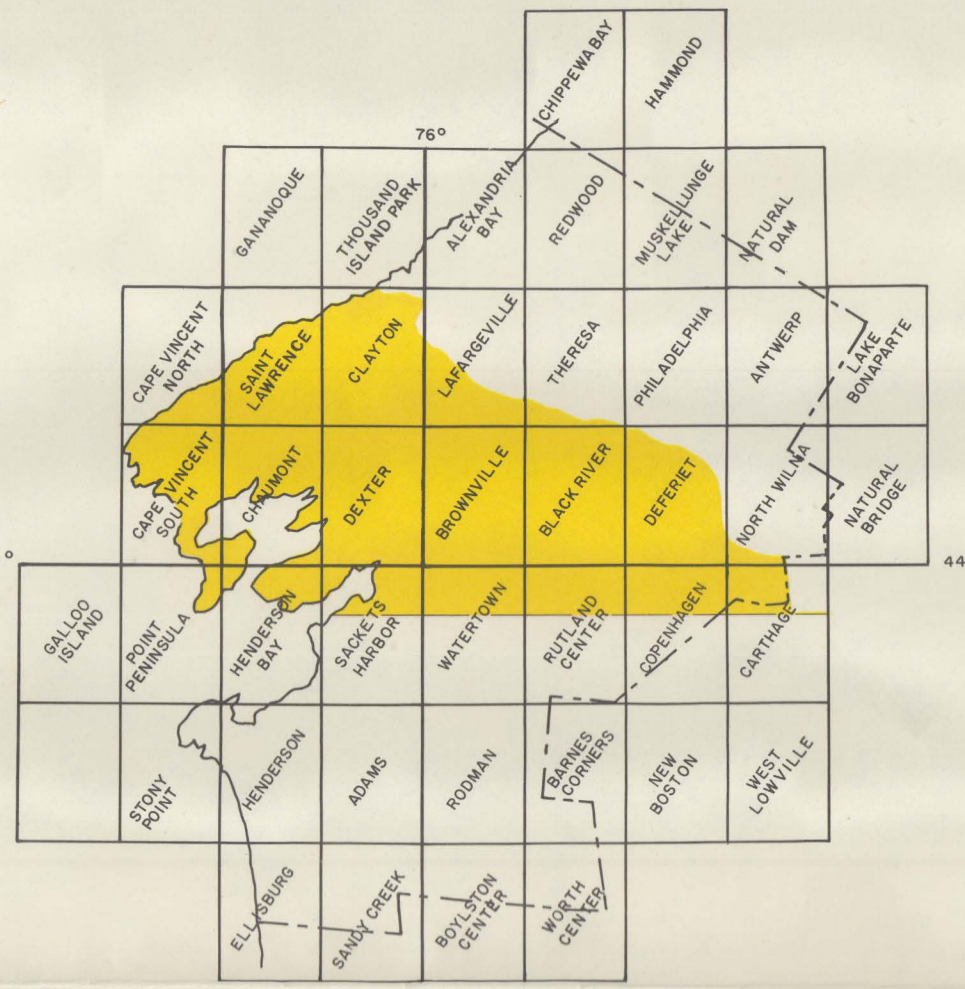 CHIPPEWA BAY
HAMMOND
76°
GANANOQUE
THOUSAND
ISLAND PARK
ALEXANDRIA
BAY
REDWOOD
MUSKELLUNGE
LAKE
NATURAL
DAM
CAPE VINCENT
NORTH
SAINT
LAWRENCE
CLAYTON
LAFARGEVILLE
THERESA
PHILADELPHIA
ANTWERP
LAKE
BONAPARTE
CAPE VINCENT
SOUTH
CHAUMONT
DEXTER
BROWNVILLE
BLACK RIVER
DEFERIET
NORTH WILNA
NATURAL
BRIDGE
°
44
GALLOO
ISLAND
POINT
PENINSULA
HENDERSON
BAY
SACKETS
HARBOR
WATERTOWN
RUTLAND
CENTER
COPENHAGEN
CARTHAGE
STONY
POINT
HENDERSON
ADAMS
RODMAN
BARNES
CORNERS
NEW
BOSTON
WEST
LOWVILLE
ELLISBURG
SANDY CREEK
BOYLSTON
CENTER
WORTH
CENTER